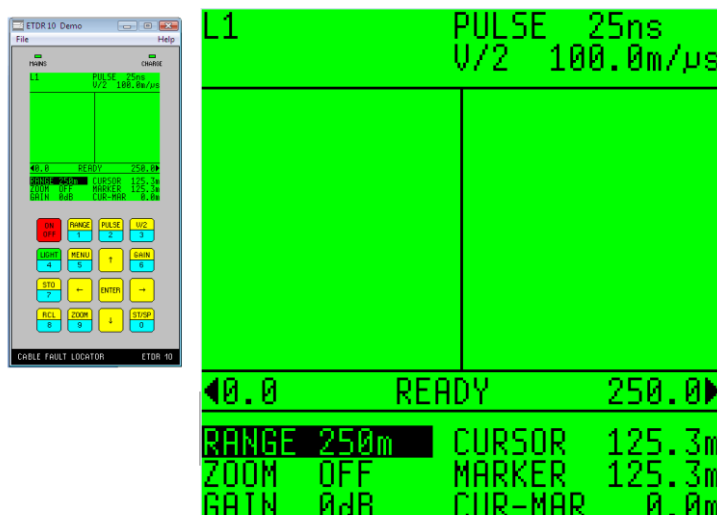 ETDR 10 Demo
File Help
MAINS CHARGE
L1 PULSE 25ns
V/2 100.0m/µs
0.0 READY 250.0
RANGE 250m CURSOR 125.3m
ZOOM OFF MARKER 125.3m
GAIN 0dB CUR-MAR 0.0m
ON RANGE PULSE V/2
OFF 1 2 3
LIGHT MENU ↑ GAIN
4 5 6
STO ← ENTER →
7
RCL ZOOM ↓ ST/SP
8 9 0
CABLE FAULT LOCATOR ETDR 10
L1 PULSE 25ns
V/2 100.0m/µs
0.0 READY 250.0
RANGE 250m CURSOR 125.3m
ZOOM OFF MARKER 125.3m
GAIN 0dB CUR-MAR 0.0m